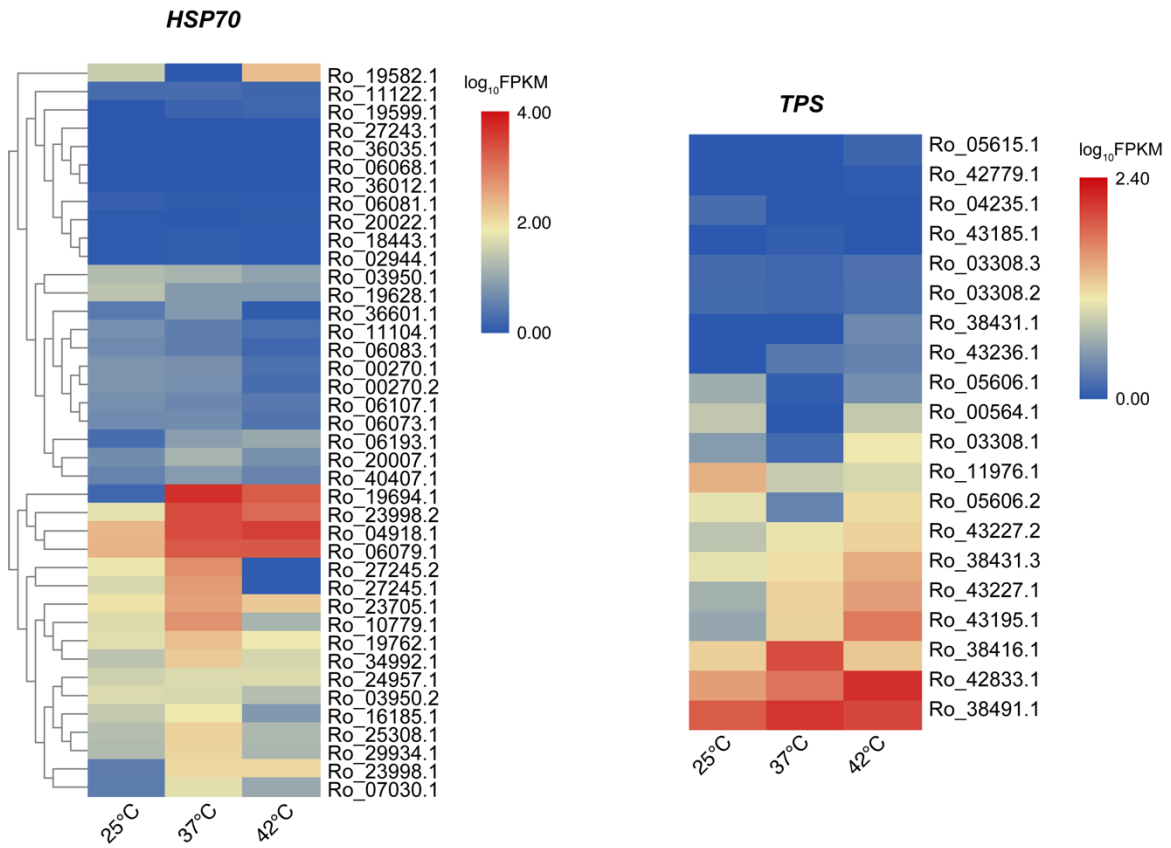 HSP70
Ro_19582.1
Ro_11122.1
Ro_19599.1
Ro_27243.1
Ro_36035.1
Ro_06068.1
Ro_36012.1
Ro_06081.1
Ro_20022.1
Ro_18443.1
Ro_02944.1
Ro_03950.1
Ro_19628.1
Ro_36601.1
Ro_11104.1
Ro_06083.1
Ro_00270.1
Ro_00270.2
Ro_06107.1
Ro_06073.1
Ro_06193.1
Ro_20007.1
Ro_40407.1
Ro_19694.1
Ro_23998.2
Ro_04918.1
Ro_06079.1
Ro_27245.2
Ro_27245.1
Ro_23705.1
Ro_10779.1
Ro_19762.1
Ro_34992.1
Ro_24957.1
Ro_03950.2
Ro_16185.1
Ro_25308.1
Ro_29934.1
Ro_23998.1
Ro_07030.1
25°C 37°C 42°C
log₁₀FPKM
4.00
2.00
0.00
TPS
Ro_05615.1
Ro_42779.1
Ro_04235.1
Ro_43185.1
Ro_03308.3
Ro_03308.2
Ro_38431.1
Ro_43236.1
Ro_05606.1
Ro_00564.1
Ro_03308.1
Ro_11976.1
Ro_05606.2
Ro_43227.2
Ro_38431.3
Ro_43227.1
Ro_43195.1
Ro_38416.1
Ro_42833.1
Ro_38491.1
25°C 37°C 42°C
log₁₀FPKM
2.40
0.00